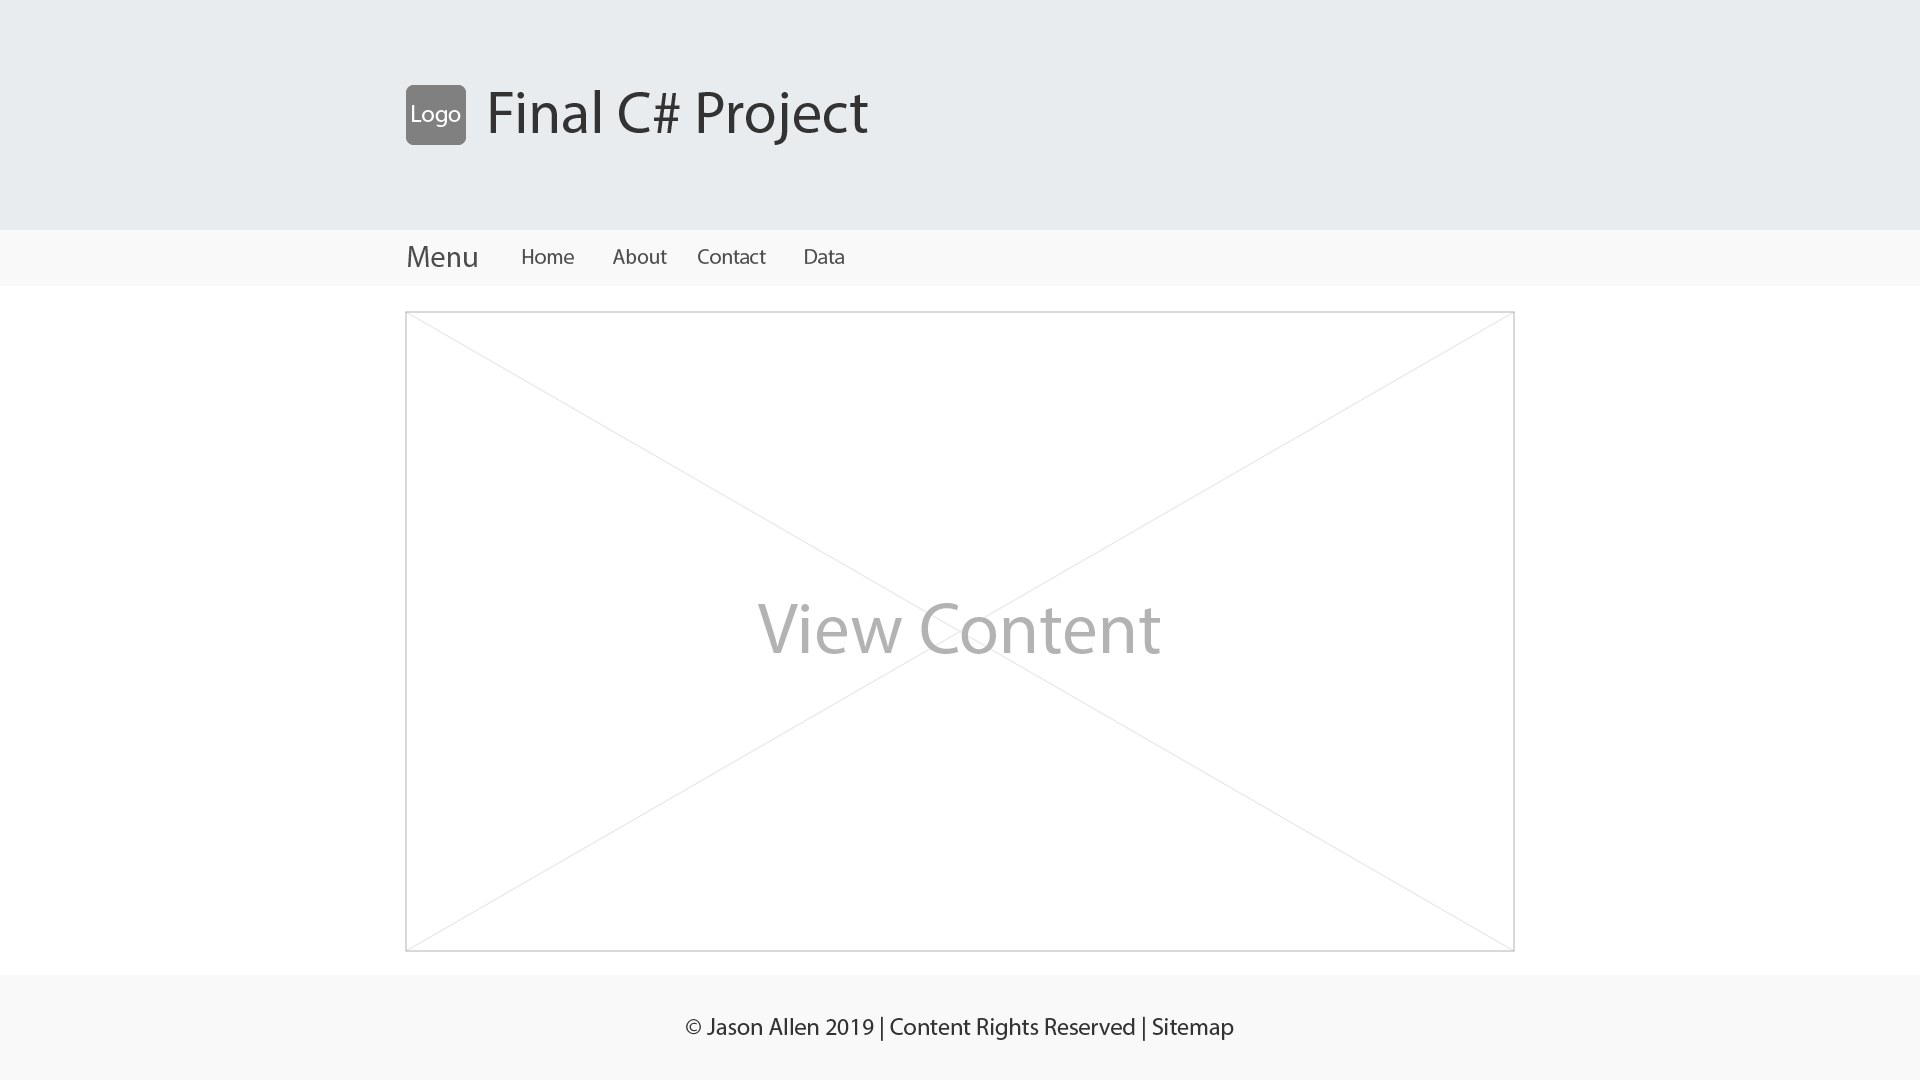 Logo
Final C# Project
Menu Home About Contact Data
View Content
© Jason Allen 2019 | Content Rights Reserved | Sitemap